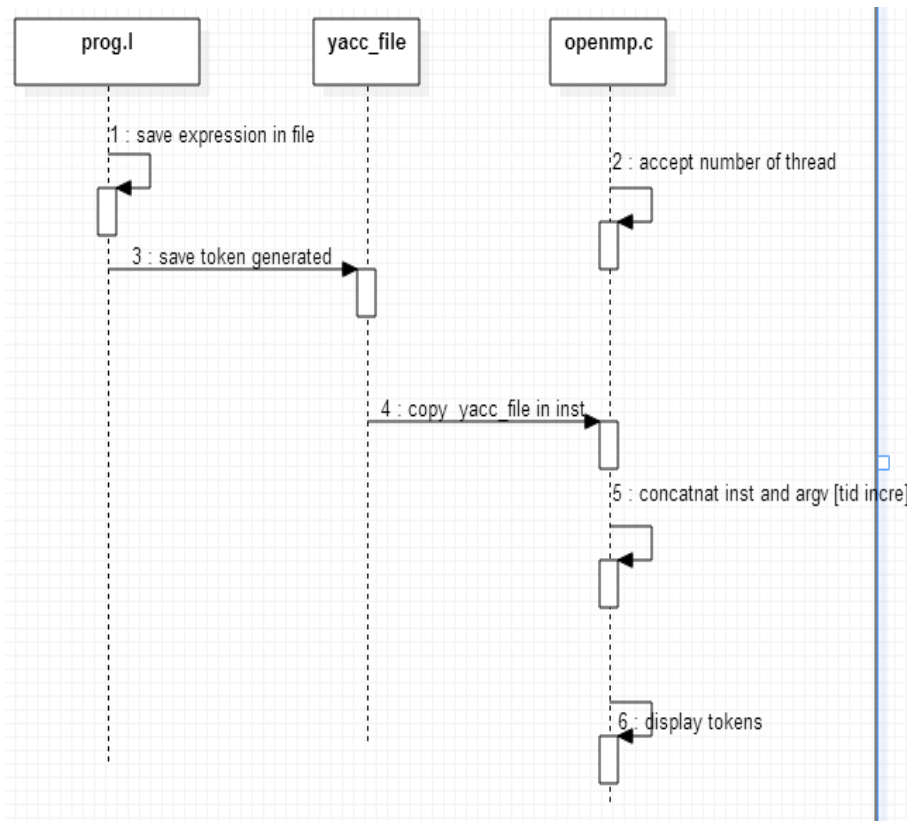 prog.l
yacc_file
openmp.c
1 : save expression in file
2 : accept number of thread
3 : save token generated
4 : copy yacc_file in inst
5 : concatnat inst and argv [tid incre]
6 : display tokens